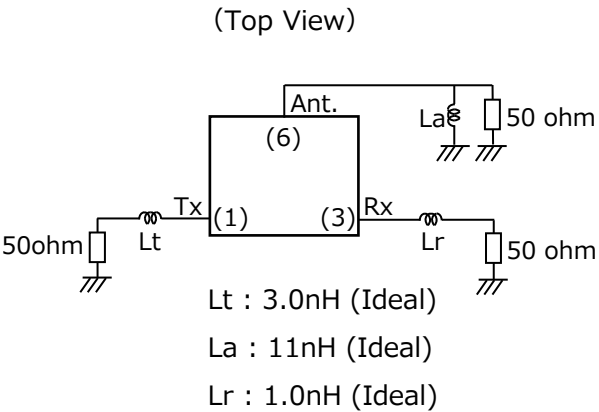 (Top View)
Ant.
(6)
La
50 ohm
Tx
(1)
(3)
Rx
50ohm
Lt
Lr
50 ohm
Lt : 3.0nH (Ideal)
La : 11nH (Ideal)
Lr : 1.0nH (Ideal)